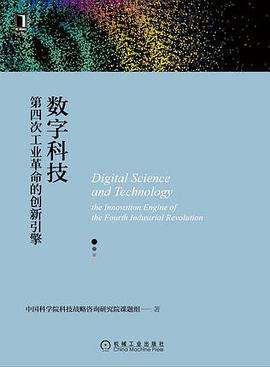 数字科技
第四次工业革命的创新引擎
Digital Science
and Technology
the Innovation Engine of
the Fourth Industrial Revolution
中国科学院科技战略咨询研究院课题组——著
机械工业出版社
China Machine Press